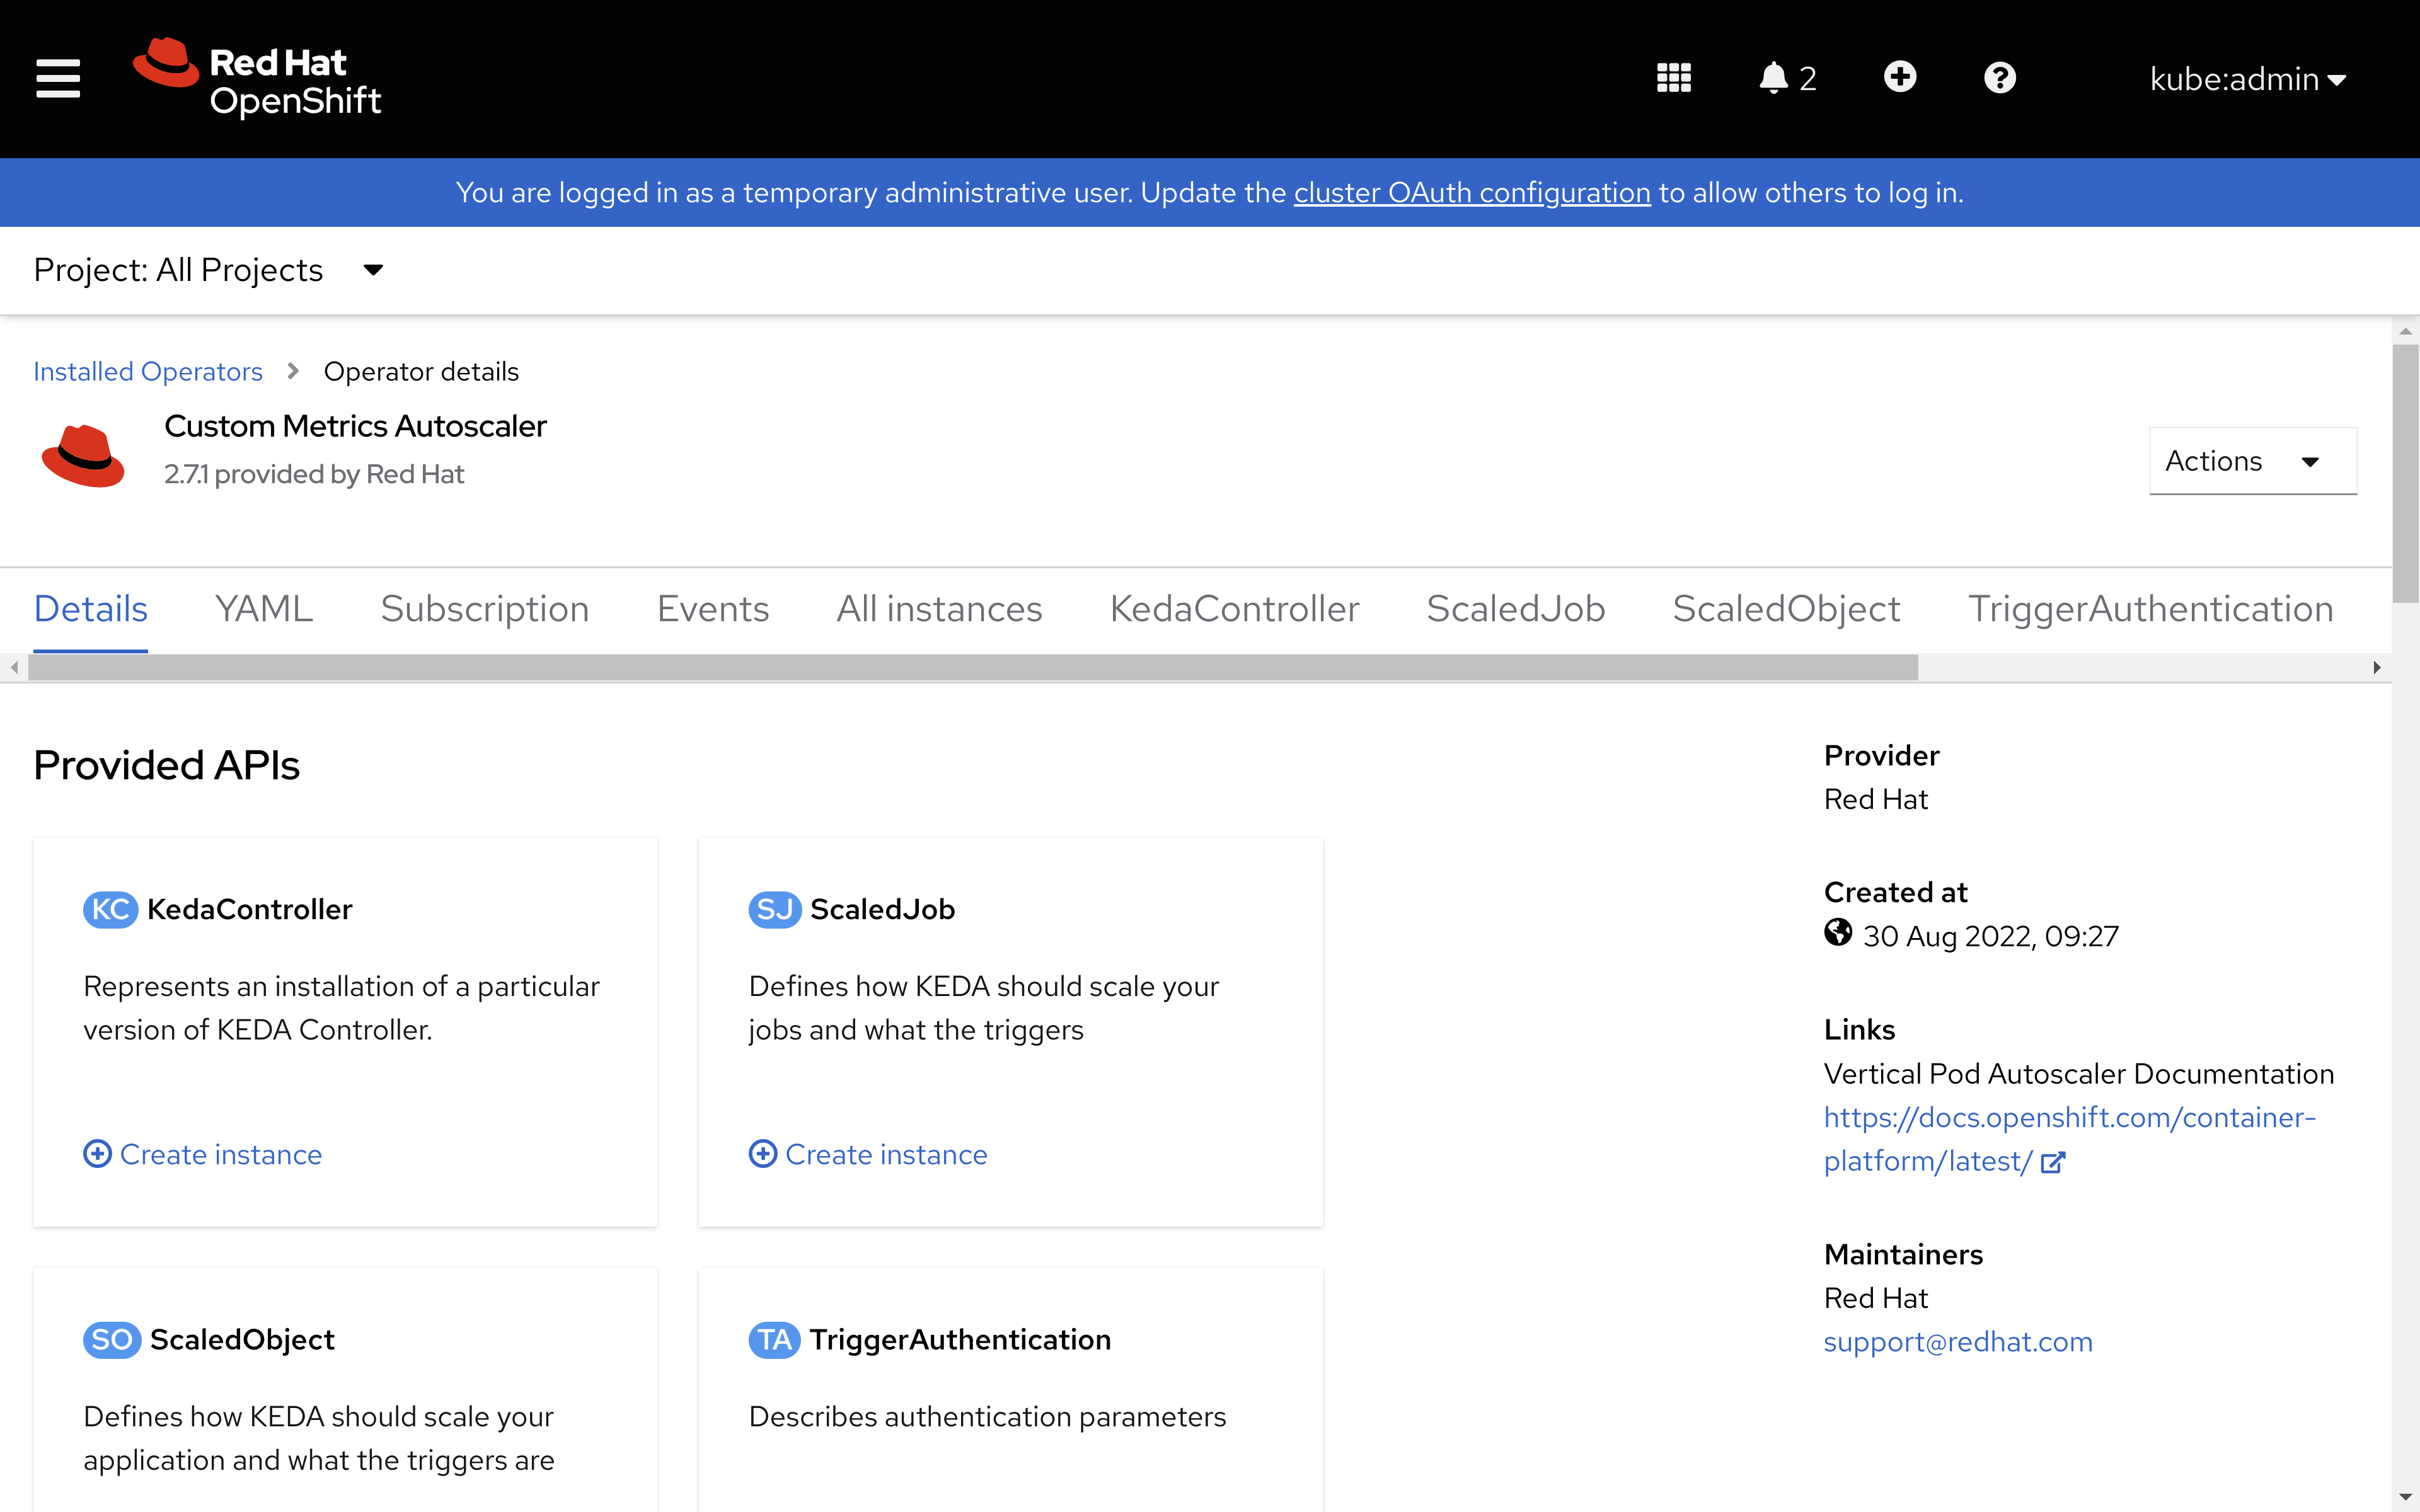 Red Hat
OpenShift
2
kube:admin
You are logged in as a temporary administrative user. Update the cluster OAuth configuration to allow others to log in.
Project: All Projects
Installed Operators
Operator details
Custom Metrics Autoscaler
2.7.1 provided by Red Hat
Actions
Details
YAML
Subscription
Events
All instances
KedaController
ScaledJob
ScaledObject
TriggerAuthentication
Provided APIs
KC KedaController
Represents an installation of a particular
version of KEDA Controller.
Create instance
SJ ScaledJob
Defines how KEDA should scale your
jobs and what the triggers
Create instance
SO ScaledObject
Defines how KEDA should scale your
application and what the triggers are
TA TriggerAuthentication
Describes authentication parameters
Provider
Red Hat
Created at
30 Aug 2022, 09:27
Links
Vertical Pod Autoscaler Documentation
https://docs.openshift.com/container-
platform/latest/
Maintainers
Red Hat
support@redhat.com